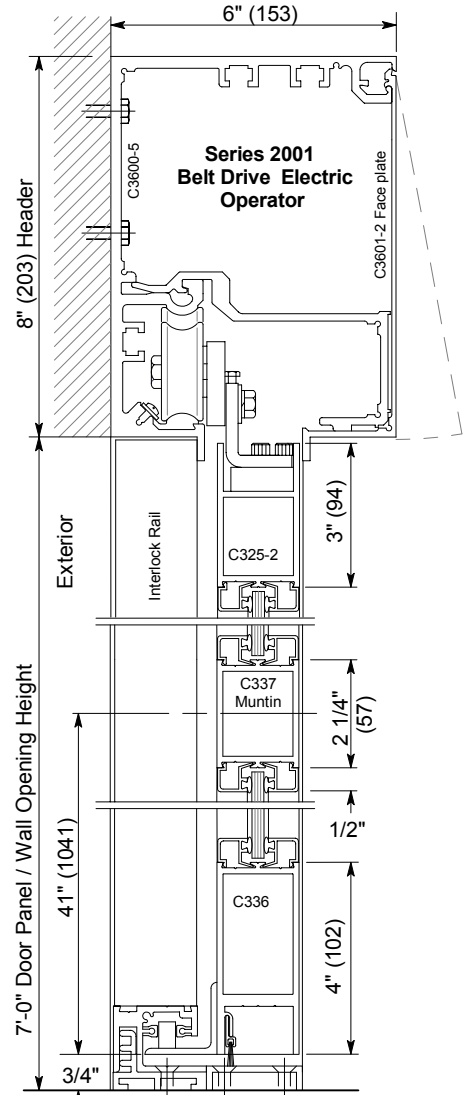 6" (153)
8" (203) Header
C3600-5
Series 2001
Belt Drive Electric
Operator
C3601-2 Face plate
Exterior
Interlock Rail
7'-0" Door Panel / Wall Opening Height
C325-2
3" (94)
C337
Muntin
2 1/4"
(57)
1/2"
41" (1041)
C336
4" (102)
3/4"